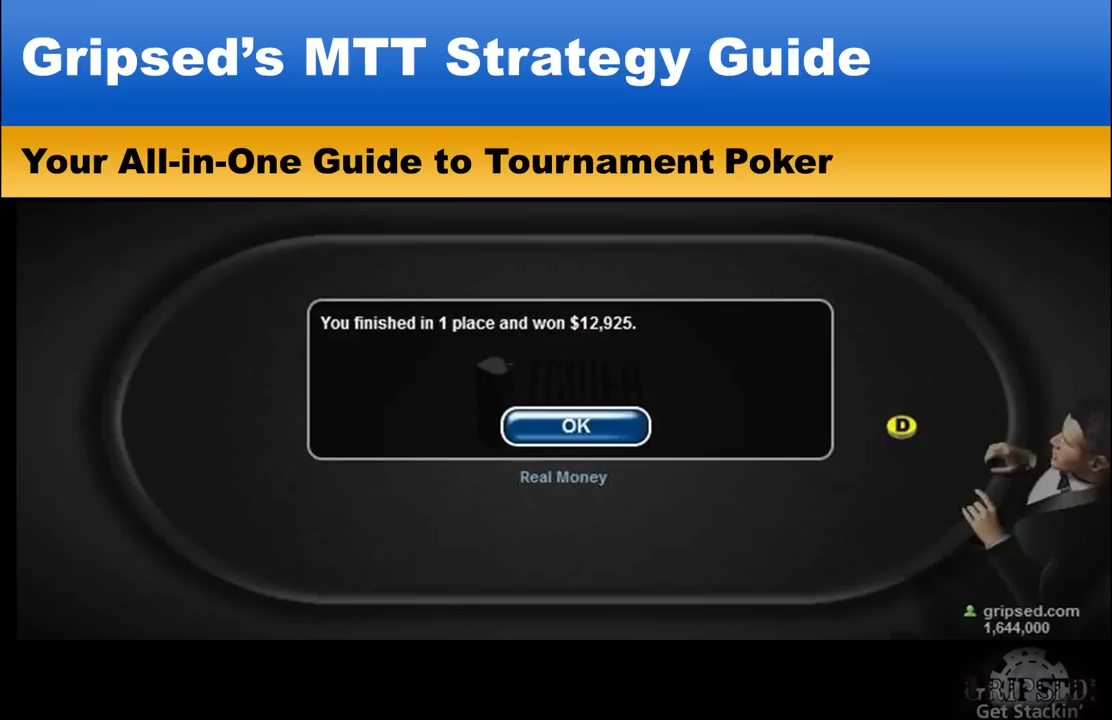 Gripsed's MTT Strategy Guide
Your All-in-One Guide to Tournament Poker
You finished in 1 place and won $12,925.
OK
D
Real Money
gripsed.com
1,644,000
GRIPSED
Get Stackin'